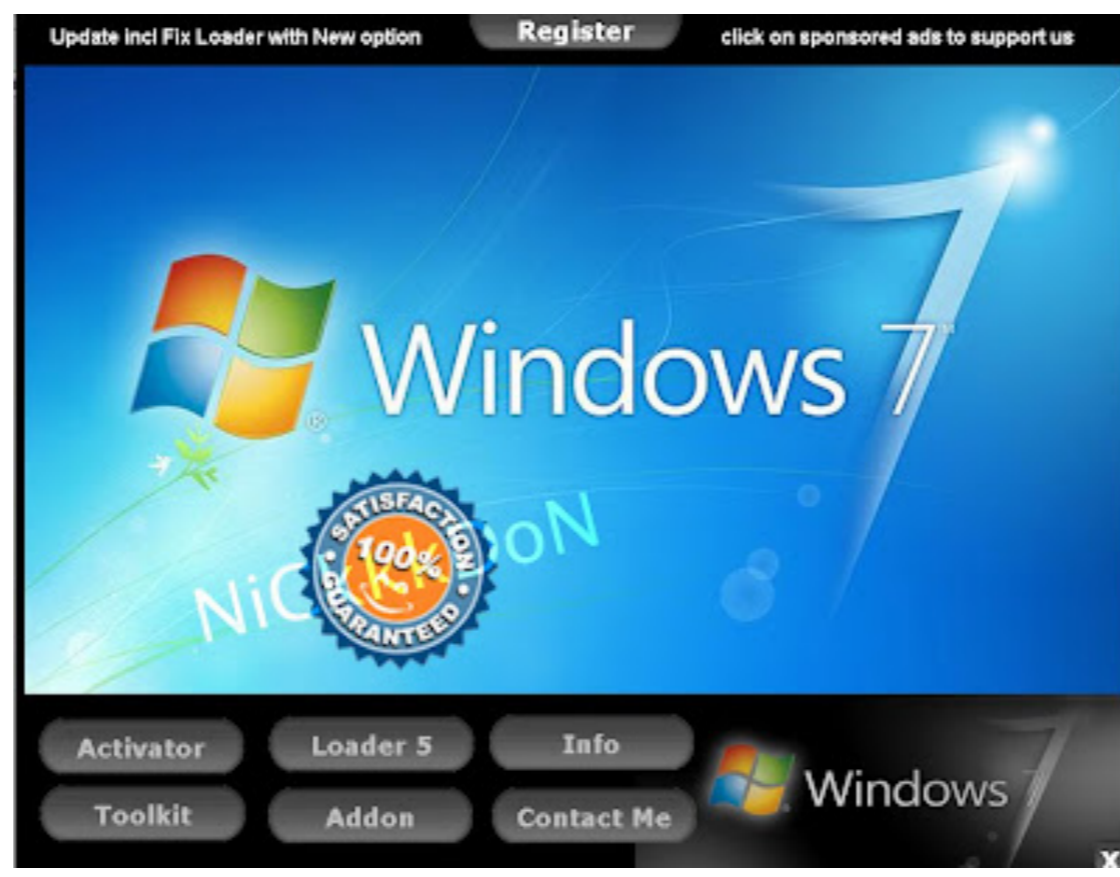 Update incl Fix Loader with New option
Register
click on sponsored ads to support us
Windows 7
SATISFACTION
100%
GUARANTEED
Activator
Loader 5
Info
Toolkit
Addon
Contact Me
Windows 7
X